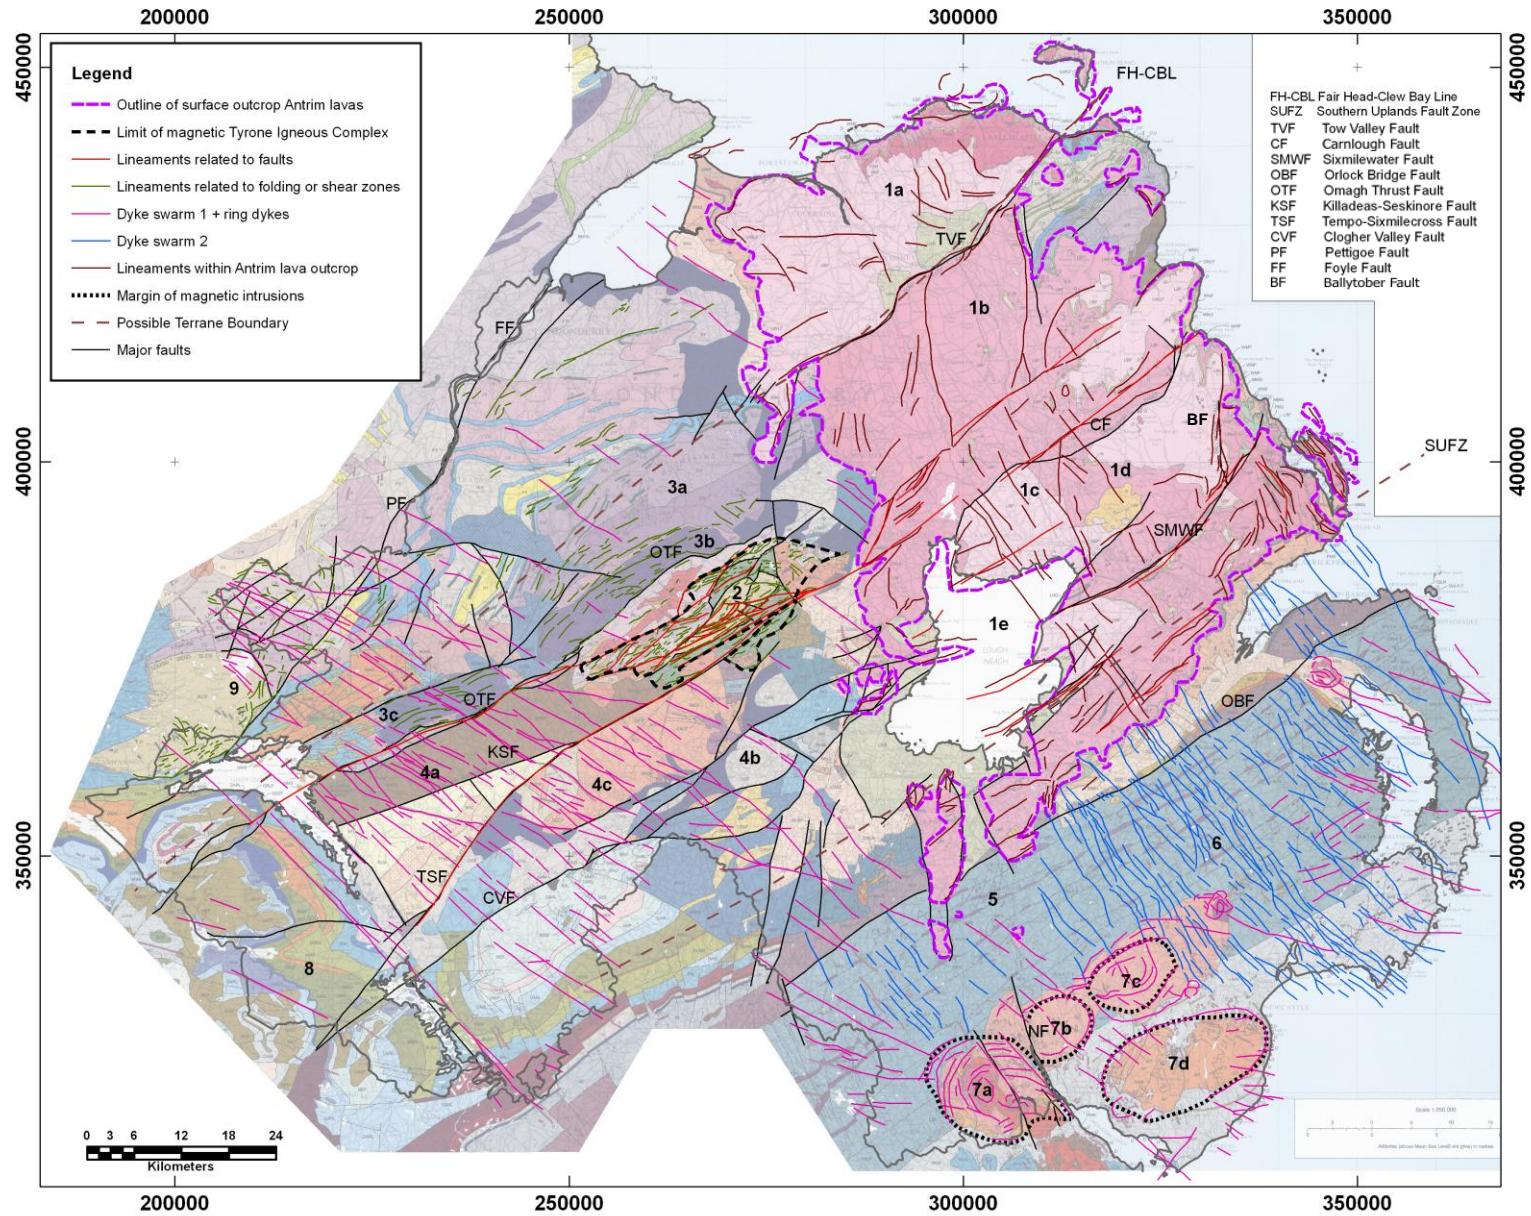 200000 250000 300000 350000
450000
400000
350000
Legend
Outline of surface outcrop Antrim lavas
Limit of magnetic Tyrone Igneous Complex
Lineaments related to faults
Lineaments related to folding or shear zones
Dyke swarm 1 + ring dykes
Dyke swarm 2
Lineaments within Antrim lava outcrop
Margin of magnetic intrusions
Possible Terrane Boundary
Major faults
FH-CBL
450000
400000
350000
FH-CBL Fair Head-Clew Bay Line
SUFZ Southern Uplands Fault Zone
TVF Tow Valley Fault
CF Carnlough Fault
SMWF Sixmilewater Fault
OBF Orlock Bridge Fault
OTF Omagh Thrust Fault
KSF Killadeas-Seskinore Fault
TSF Tempo-Sixmilecross Fault
CVF Clogher Valley Fault
PF Pettigoe Fault
FF Foyle Fault
BF Ballytober Fault
1a
TVF
1b
FF
CF
BF
SUFZ
1d
3a
1c
PF
SMWF
OTF
3b
2
1e
LOUGH
NEAGH
9
OTF
3c
OBF
KSF
4a
4b
4c
6
TSF
CVF
5
8
7c
NF
7b
7d
7a
Scale 1:250 000
0 3 6 12 18 24
Kilometers
200000 250000 300000 350000